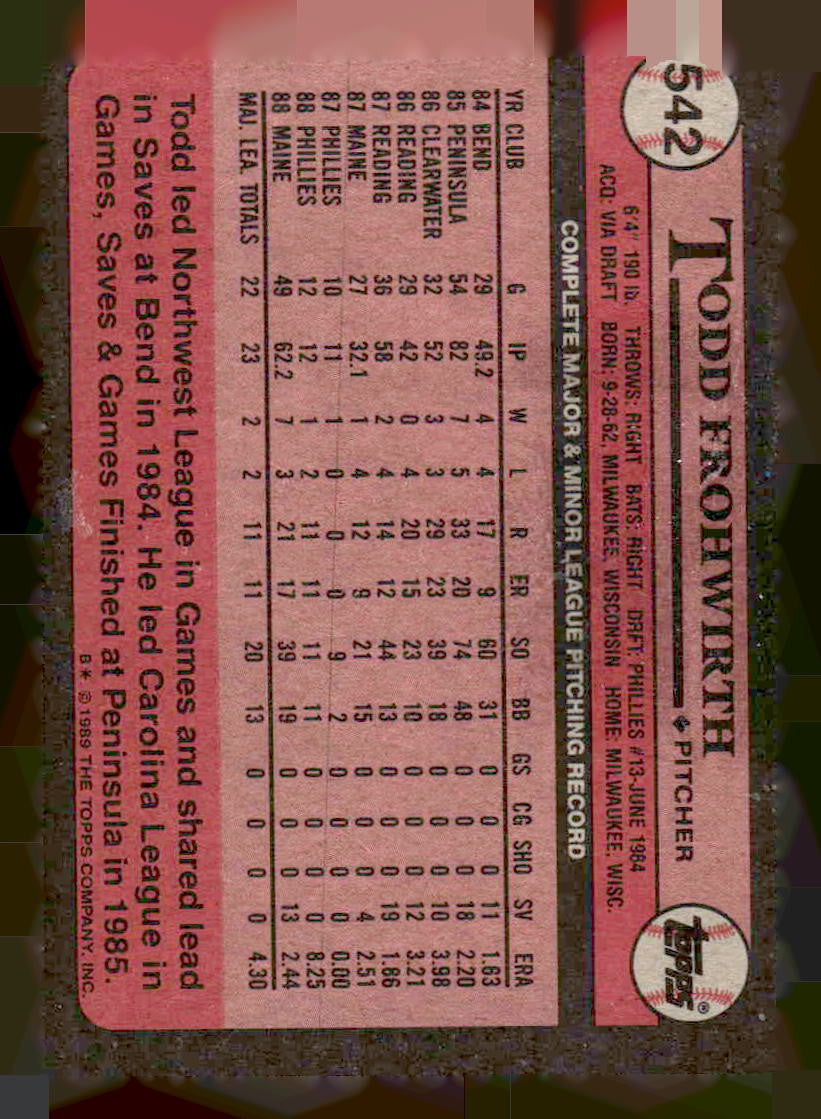 542
TODD FROHWIRTH ♦ PITCHER
topps®
6'4" 190 lb. THROWS: RIGHT BATS: RIGHT DRAFT: PHILLIES #13-JUNE 1984
ACQ: VIA DRAFT BORN: 9-28-62, MILWAUKEE, WISCONSIN HOME: MILWAUKEE, WISC.
COMPLETE MAJOR & MINOR LEAGUE PITCHING RECORD
YR CLUB G IP W L R ER SO BB GS CG SHO SV ERA
84 BEND 29 49.2 4 4 17 9 60 31 0 0 0 11 1.63
85 PENINSULA 54 82 7 5 33 20 74 48 0 0 0 18 2.20
86 CLEARWATER 32 52 3 3 29 23 39 18 0 0 0 10 3.98
86 READING 29 42 0 4 20 15 23 10 0 0 0 12 3.21
87 READING 36 58 2 4 14 12 44 13 0 0 0 19 1.86
87 MAINE 27 32.1 1 4 12 9 21 15 0 0 0 4 2.51
87 PHILLIES 10 11 1 0 0 0 9 2 0 0 0 0 0.00
88 PHILLIES 12 12 1 2 11 11 11 11 0 0 0 0 8.25
88 MAINE 49 62.2 7 3 21 17 39 19 0 0 0 13 2.44
MAJ. LEA. TOTALS 22 23 2 2 11 11 20 13 0 0 0 0 4.30
Todd led Northwest League in Games and shared lead
in Saves at Bend in 1984. He led Carolina League in
Games, Saves & Games Finished at Peninsula in 1985.
B* © 1989 THE TOPPS COMPANY, INC.